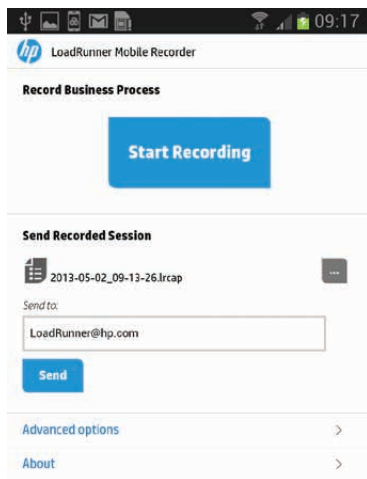 09:17
hp LoadRunner Mobile Recorder
Record Business Process
Start Recording
Send Recorded Session
2013-05-02_09-13-26.lrcap
...
Send to:
LoadRunner@hp.com
Send
Advanced options
About